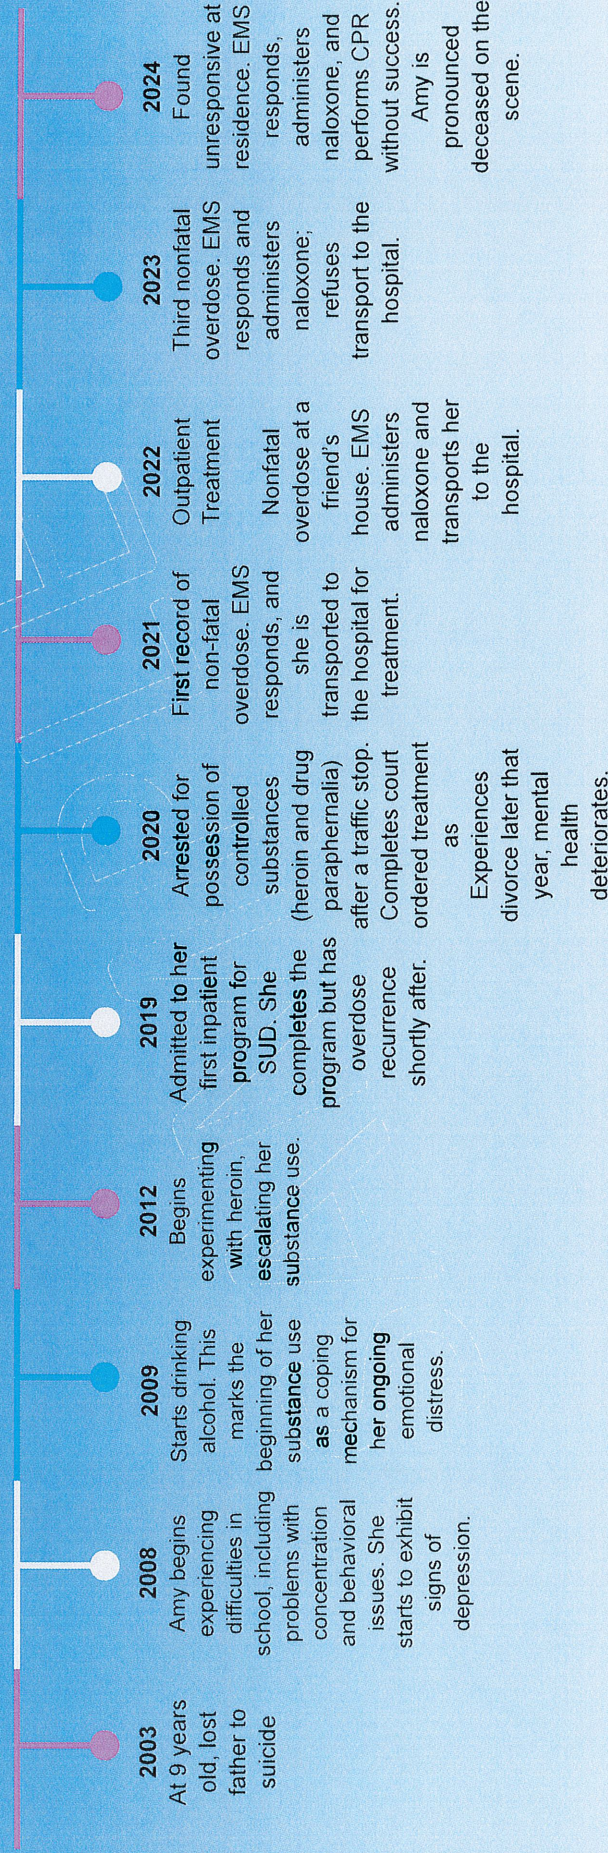 2003
At 9 years
old, lost
father to
suicide
2008
Amy begins
experiencing
difficulties in
school, including
problems with
concentration
and behavioral
issues. She
starts to exhibit
signs of
depression.
2009
Starts drinking
alcohol. This
marks the
beginning of her
substance use
as a coping
mechanism for
her ongoing
emotional
distress.
2012
Begins
experimenting
with heroin,
escalating her
substance use.
2019
Admitted to her
first inpatient
program for
SUD. She
completes the
program but has
overdose
recurrence
shortly after.
2020
Arrested for
possession of
controlled
substances
(heroin and drug
paraphernalia)
after a traffic stop.
Completes court
ordered treatment
as
Experiences
divorce later that
year, mental
health
deteriorates.
2021
First record of
non-fatal
overdose. EMS
responds, and
she is
transported to
the hospital for
treatment.
2022
Outpatient
Treatment
Nonfatal
overdose at a
friend's
house. EMS
administers
naloxone and
transports her
to the
hospital.
2023
Third nonfatal
overdose. EMS
responds and
administers
naloxone;
refuses
transport to the
hospital.
2024
Found
unresponsive at
residence. EMS
responds,
administers
naloxone, and
performs CPR
without success.
Amy is
pronounced
deceased on the
scene.